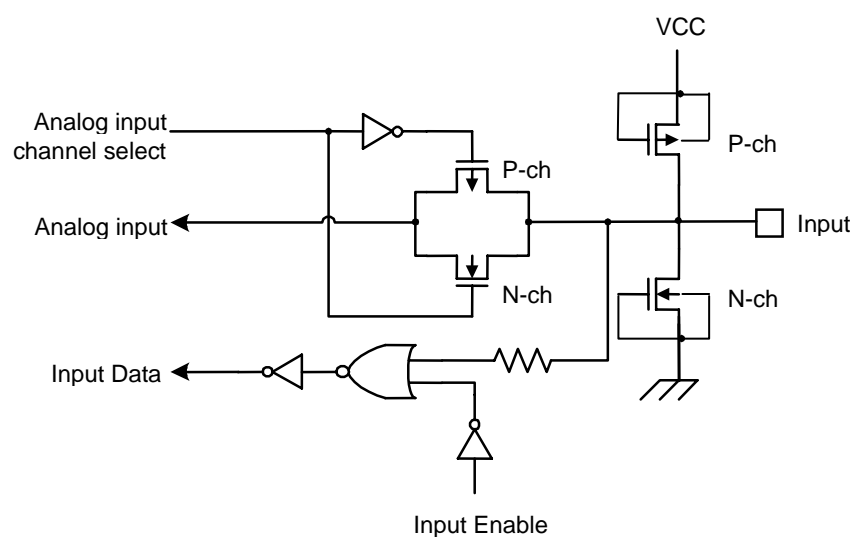 VCC
Analog input
channel select
P-ch
P-ch
Analog input
Input
N-ch
N-ch
Input Data
Input Enable